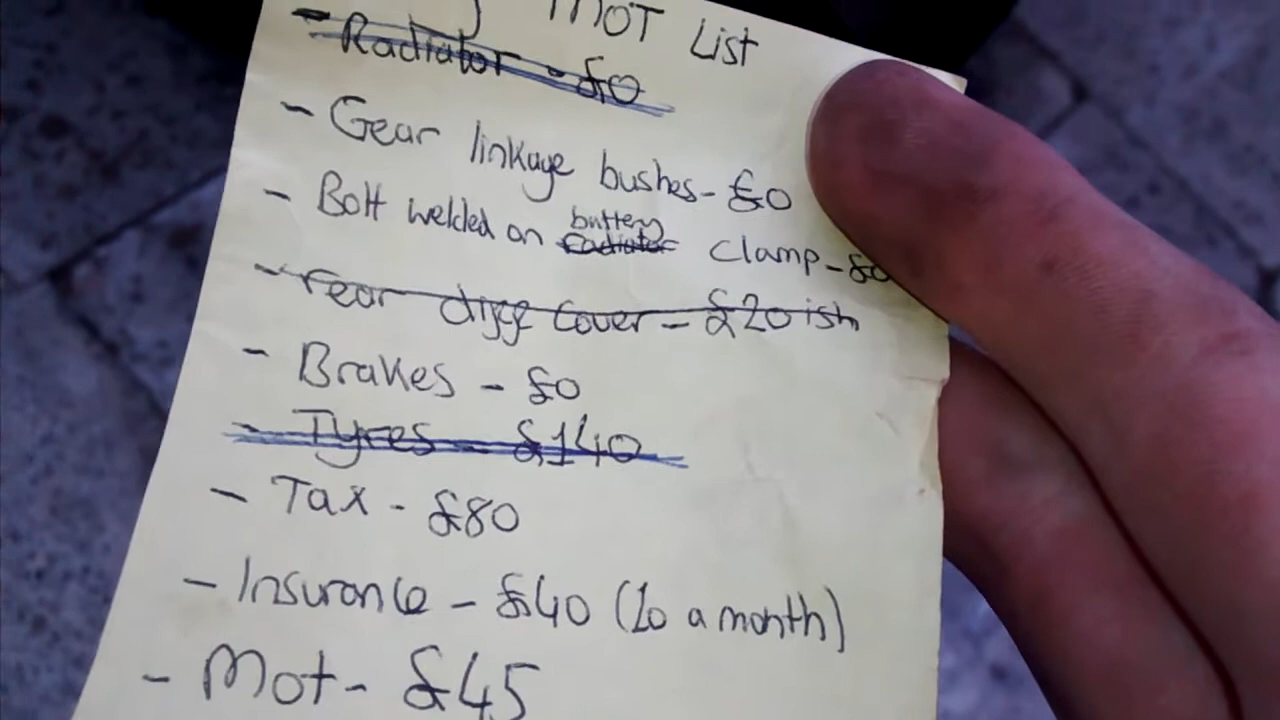 MOT List
- Radiator - £0
- Gear linkage bushes - £0
- Bolt welded on battery radiator Clamp - £0
- rear diff cover - £20 ish
- Brakes - £0
- Tyres - £140
- Tax - £80
- Insurance - £40 (10 a month)
- Mot - £45